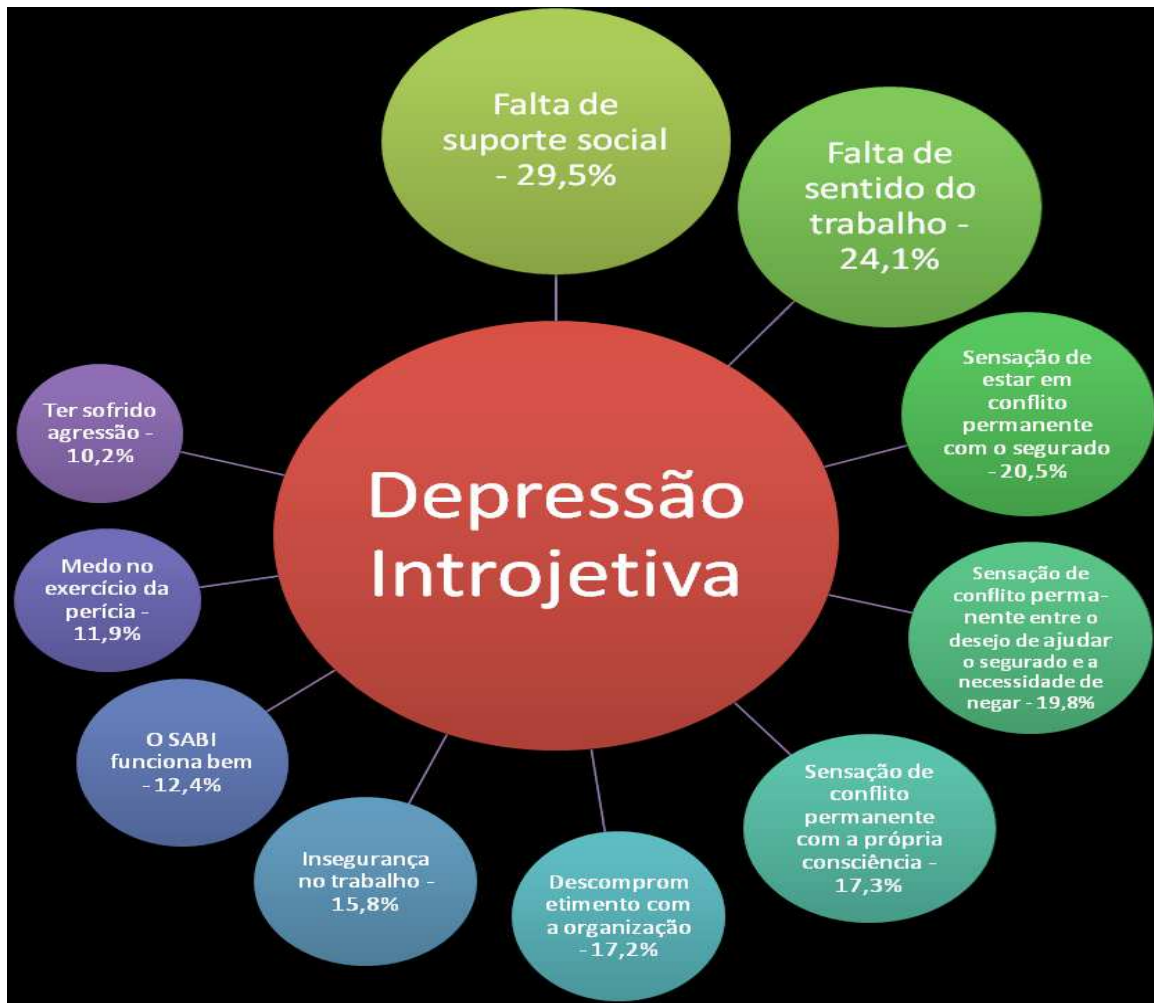 Falta de
suporte social
- 29,5%
Falta de
sentido do
trabalho -
24,1%
Sensação de
estar em
conflito
permanente
com o segurado
- 20,5%
Sensação de
conflito perma-
nente entre o
desejo de ajudar
o segurado e a
necessidade de
negar - 19,8%
Sensação de
conflito
permanente
com a própria
consciência -
17,3%
Descomprom
etimento com
a organização
- 17,2%
Insegurança
no trabalho -
15,8%
O SABI
funciona bem
- 12,4%
Medo no
exercício da
perícia -
11,9%
Ter sofrido
agressão -
10,2%
Depressão
Introjetiva